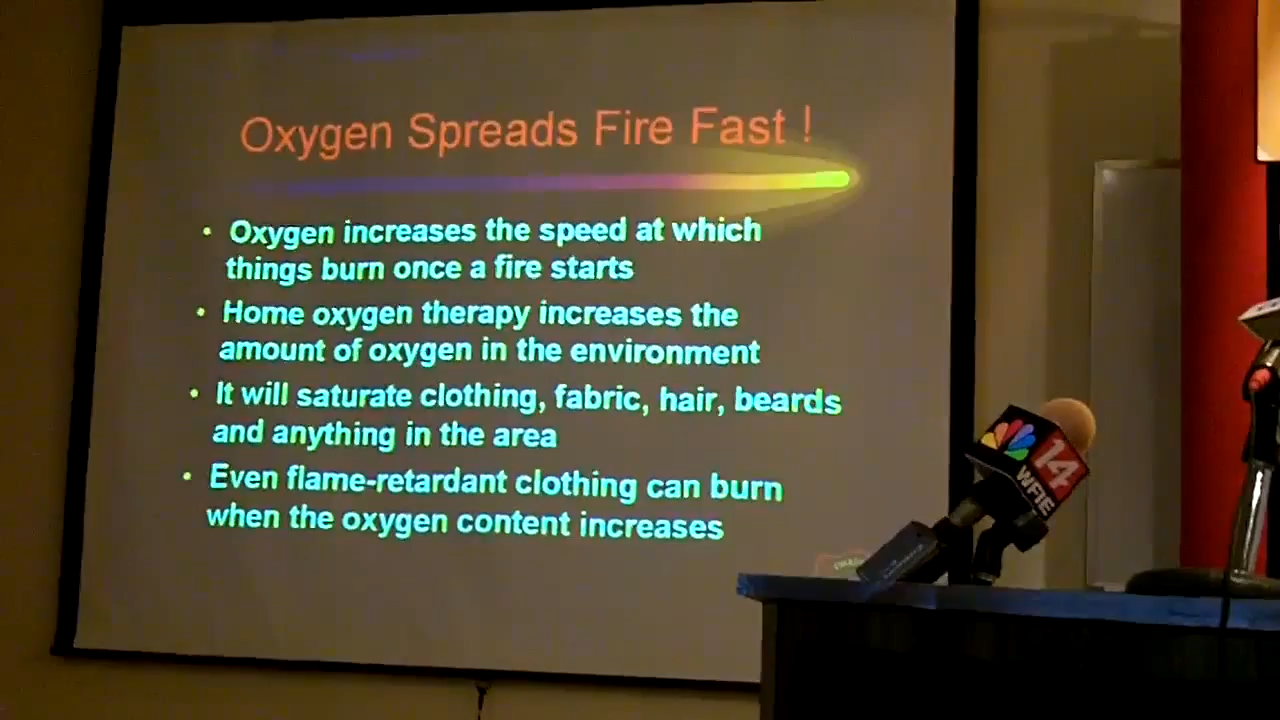 Oxygen Spreads Fire Fast !
• Oxygen increases the speed at which
things burn once a fire starts
• Home oxygen therapy increases the
amount of oxygen in the environment
• It will saturate clothing, fabric, hair, beards
and anything in the area
• Even flame-retardant clothing can burn
when the oxygen content increases
14
WFIE